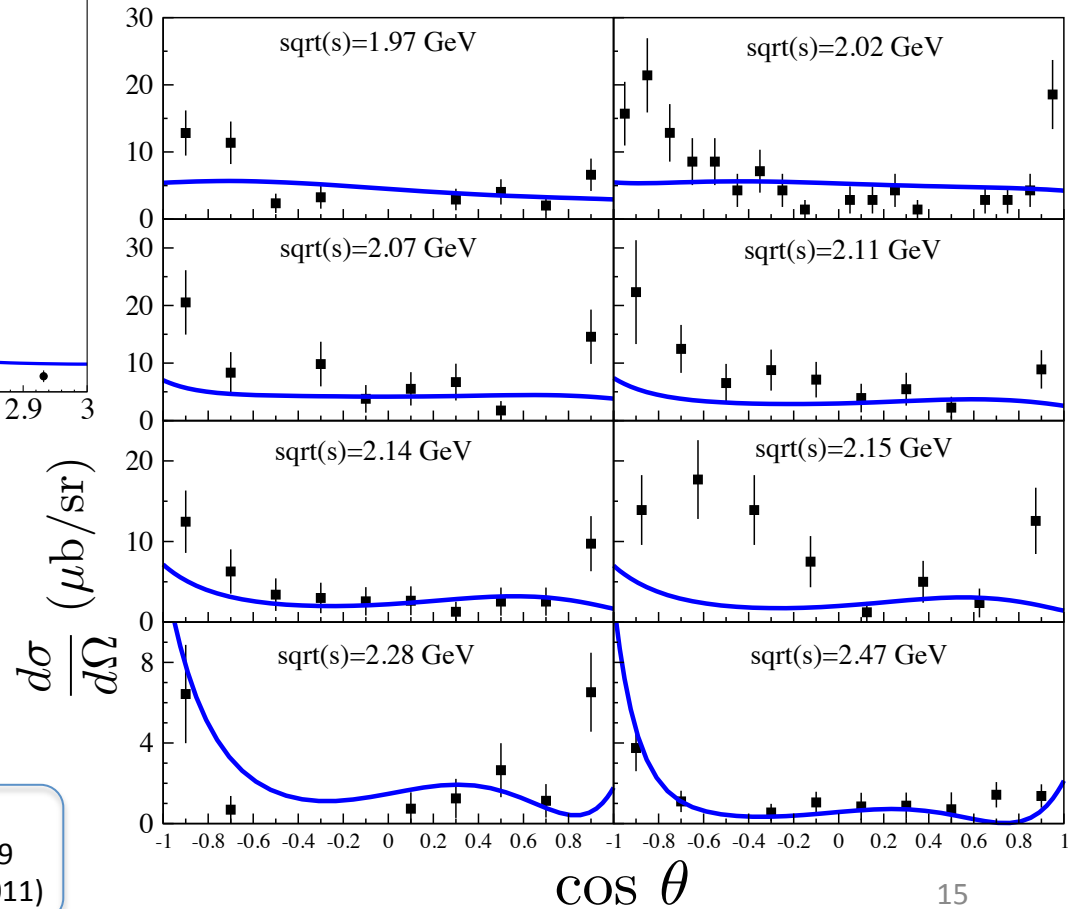 30
20
10
0
sqrt(s)=1.97 GeV
sqrt(s)=2.02 GeV
30
20
10
0
sqrt(s)=2.07 GeV
sqrt(s)=2.11 GeV
20
10
0
sqrt(s)=2.14 GeV
sqrt(s)=2.15 GeV
8
4
0
sqrt(s)=2.28 GeV
sqrt(s)=2.47 GeV
-1 -0.8 -0.6 -0.4 -0.2 0 0.2 0.4 0.6 0.8 -1 -0.8 -0.6 -0.4 -0.2 0 0.2 0.4 0.6 0.8 1
dσ/dΩ (μb/sr)
cos θ
2.9 3
9
11)
15